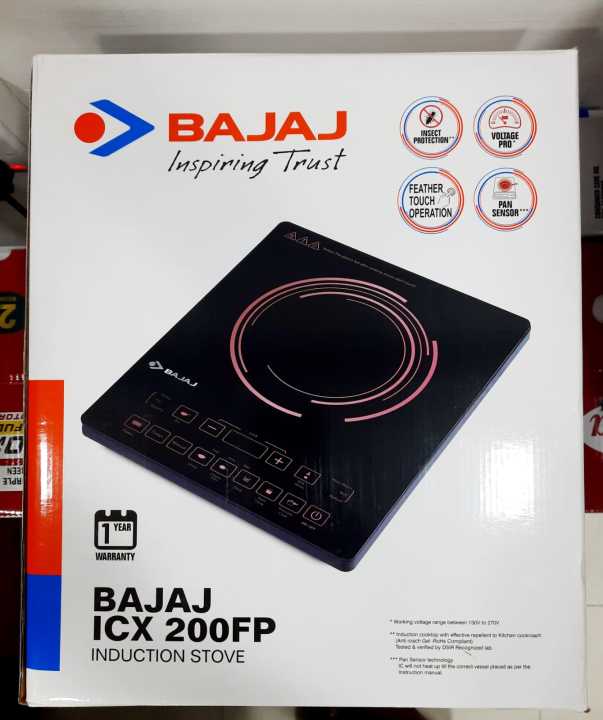 BAJAJ
Inspiring Trust
INSECT
PROTECTION**
VOLTAGE
PRO*
FEATHER
TOUCH
OPERATION
PAN
SENSOR***
BAJAJ
1 YEAR
WARRANTY
BAJAJ
ICX 200FP
INDUCTION STOVE
* Working voltage range between 130V to 270V
** Induction cooktop with effective repellent to Kitchen cockroach
(Anti roach Gel -RoHs Compliant)
Tested & verified by DSIR Recognized lab
*** Pan Sensor technology
IC will not heat up till the correct vessel placed as per the
Instruction manual.